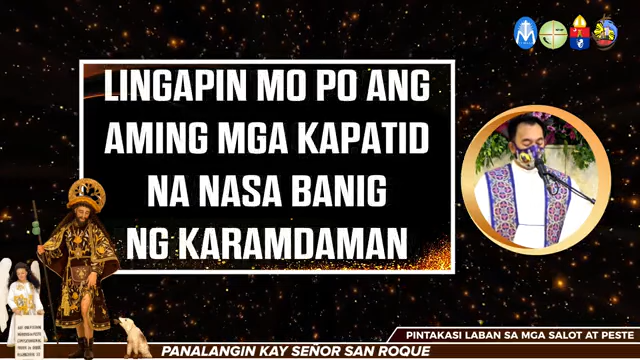 LINGAPIN MO PO ANG
AMING MGA KAPATID
NA NASA BANIG
NG KARAMDAMAN
PINTAKASI LABAN SA MGA SALOT AT PESTE
PANALANGIN KAY SEÑOR SAN ROQUE